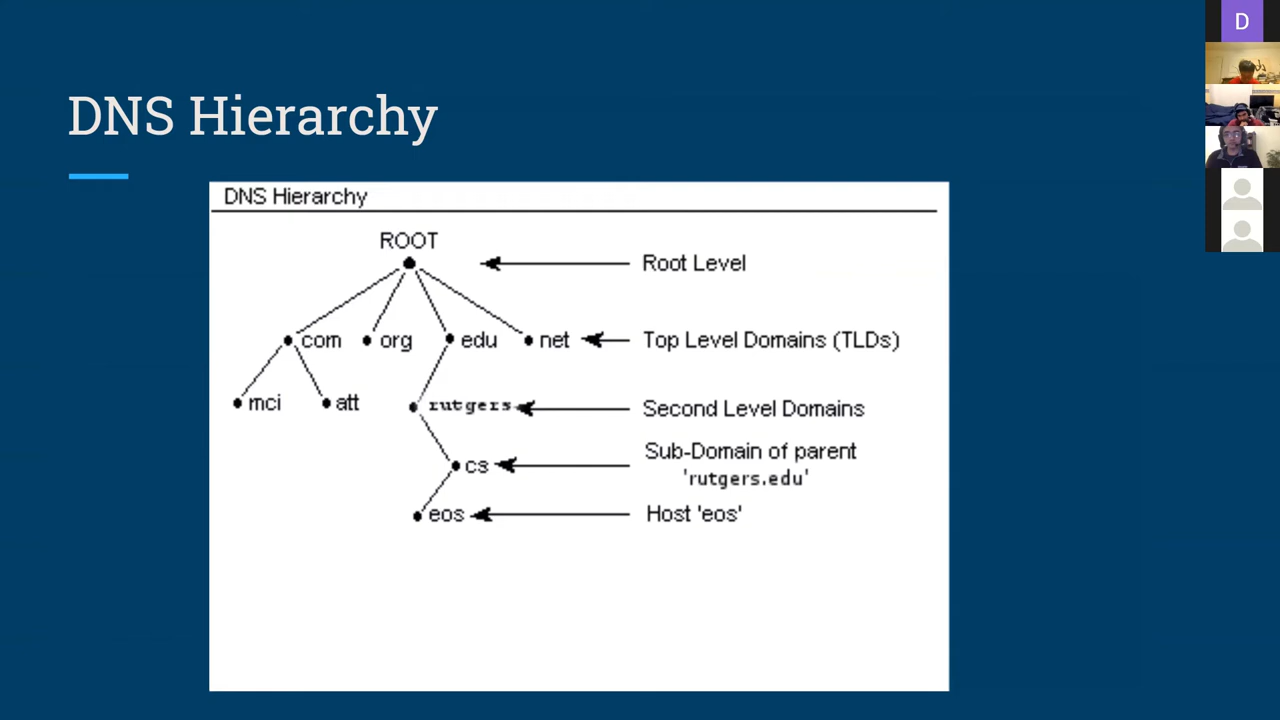 DNS Hierarchy
D
DNS Hierarchy
ROOT
Root Level
com org edu net Top Level Domains (TLDs)
mci att rutgers Second Level Domains
cs Sub-Domain of parent
'rutgers.edu'
eos Host 'eos'